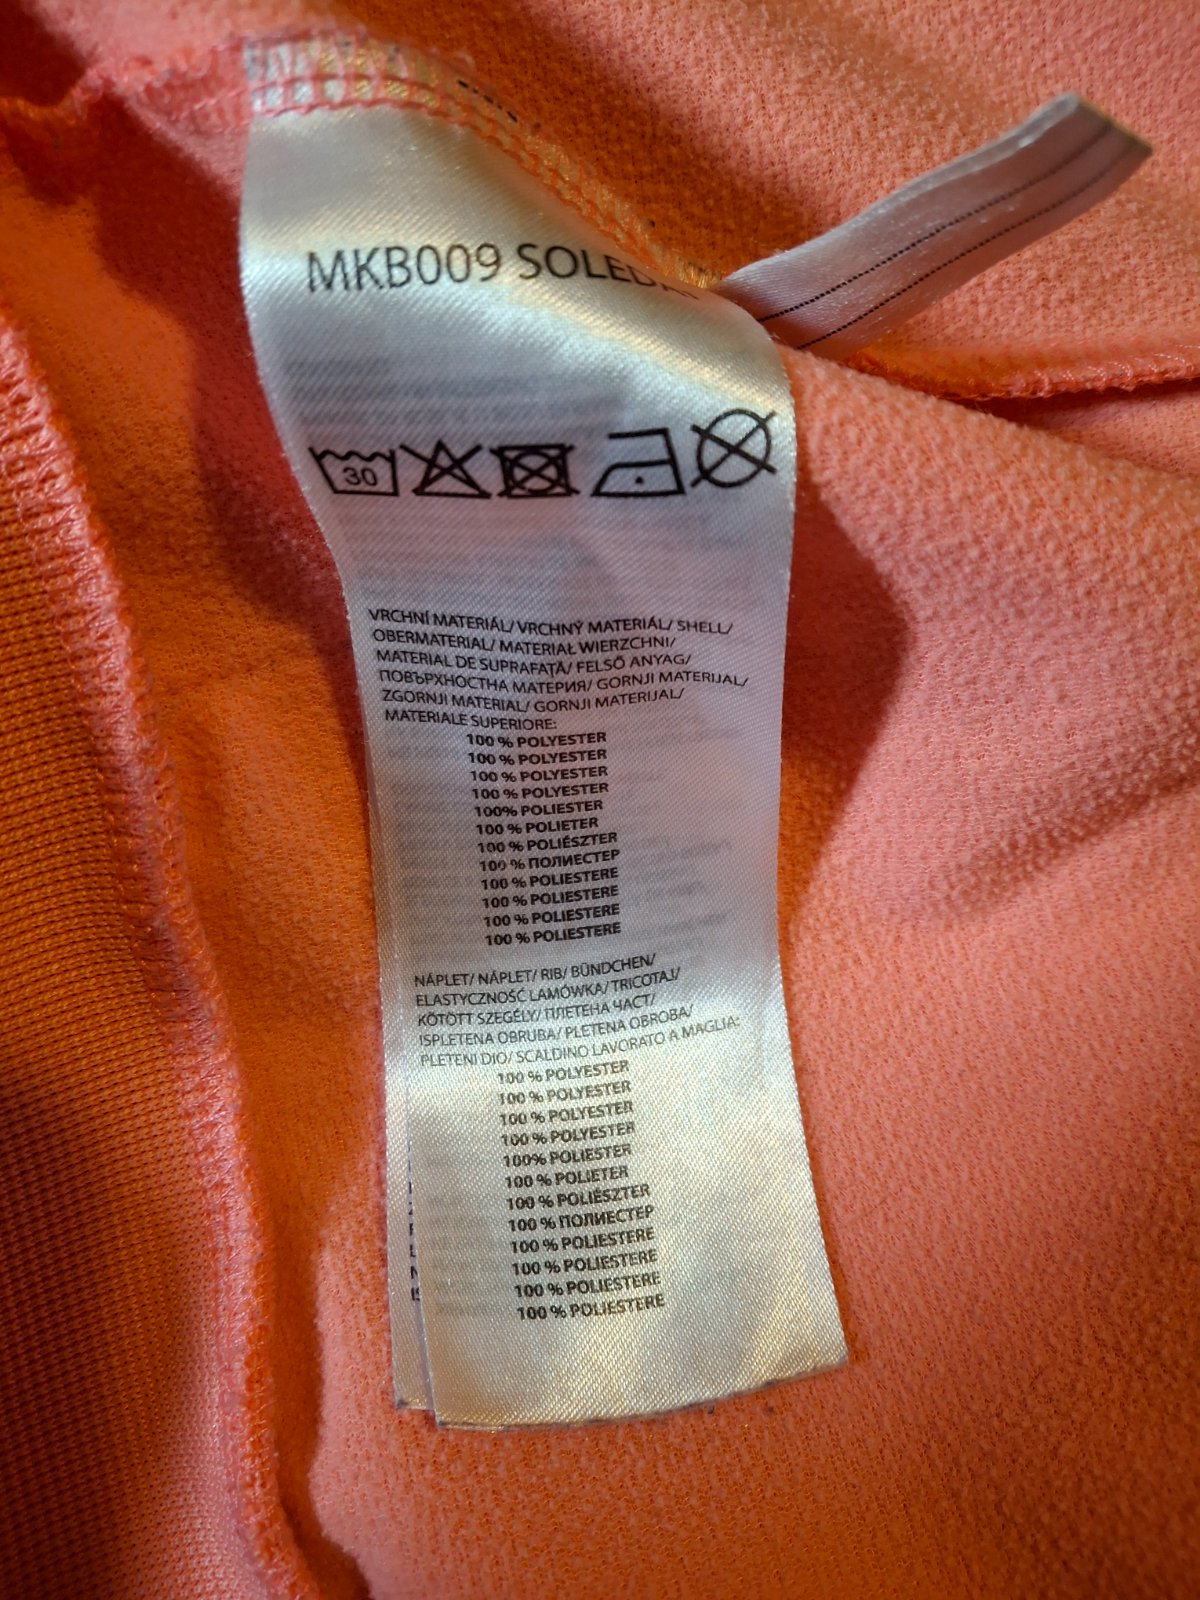 MKB009
30
30
VRCHNÍ MATERIÁL/ VRCHNÝ MATERIÁL/ SHELL/
OBERMATERIAL/ MATERIAŁ WIERZCHNI/
MATERIAL DE SUPRAFAȚĂ/ FELSŐ ANYAG/
ПОВЪРХНОСТНА МАТЕРИЯ/ GORNJI MATERIJAL/
ZGORNJI MATERIAL/ GORNJI MATERIJAL/
MATERIALE SUPERIORE:
100 % POLYESTER
100 % POLYESTER
100 % POLYESTER
100 % POLYESTER
100% POLIESTER
100 % POLIETER
100 % POLIÉSZTER
100 % ПОЛИЕСТЕР
100 % POLIESTERE
100 % POLIESTERE
100 % POLIESTERE
100 % POLIESTERE
NÁPLET/ NÁPLET/ RIB/ BÜNDCHEN/
ELASTYCZNOŚĆ LAMÓWKA/ TRICOTAJ/
KÖTÖTT SZEGÉLY/ ПЛЕТЕНА ЧАСТ/
ISPLETENA OBRUBA/ PLETENA OBROBA/
PLETENI DIO/ SCALDINO LAVORATO A MAGLIA:
100 % POLYESTER
100 % POLYESTER
100 % POLYESTER
100 % POLYESTER
100% POLIESTER
100 % POLIETER
100 % POLIÉSZTER
100 % ПОЛИЕСТЕР
100 % POLIESTERE
100 % POLIESTERE
100 % POLIESTERE
100 % POLIESTERE